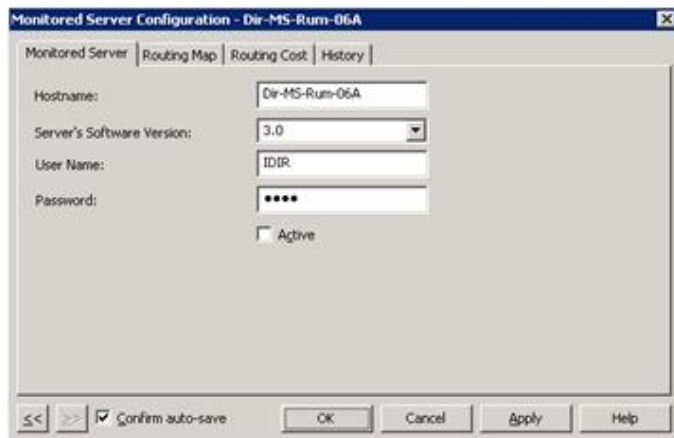 Monitored Server Configuration - Dir-MS-Rum-06A
Monitored Server Routing Map Routing Cost History
Hostname: Dir-MS-Rum-06A
Server's Software Version: 3.0
User Name: IDIR
Password: ●●●●
Active
<< >> Confirm auto-save OK Cancel Apply Help